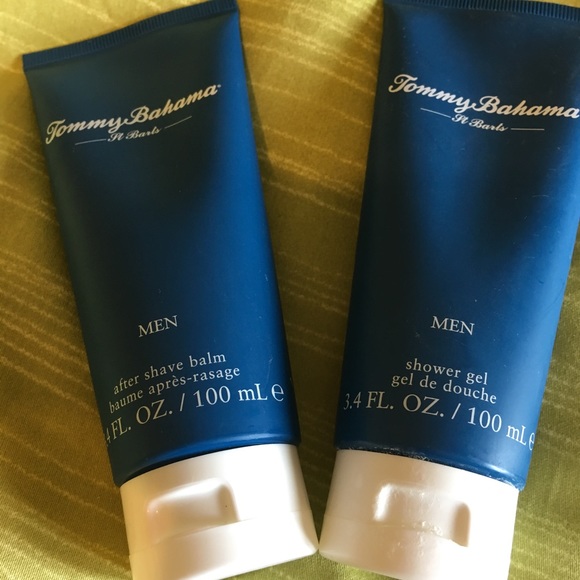 Tommy Bahama
St Barts
MEN
after shave balm
baume après-rasage
4 FL. OZ. / 100 mL e
Tommy Bahama
St Barts
MEN
shower gel
gel de douche
3.4 FL. OZ. / 100 mL e